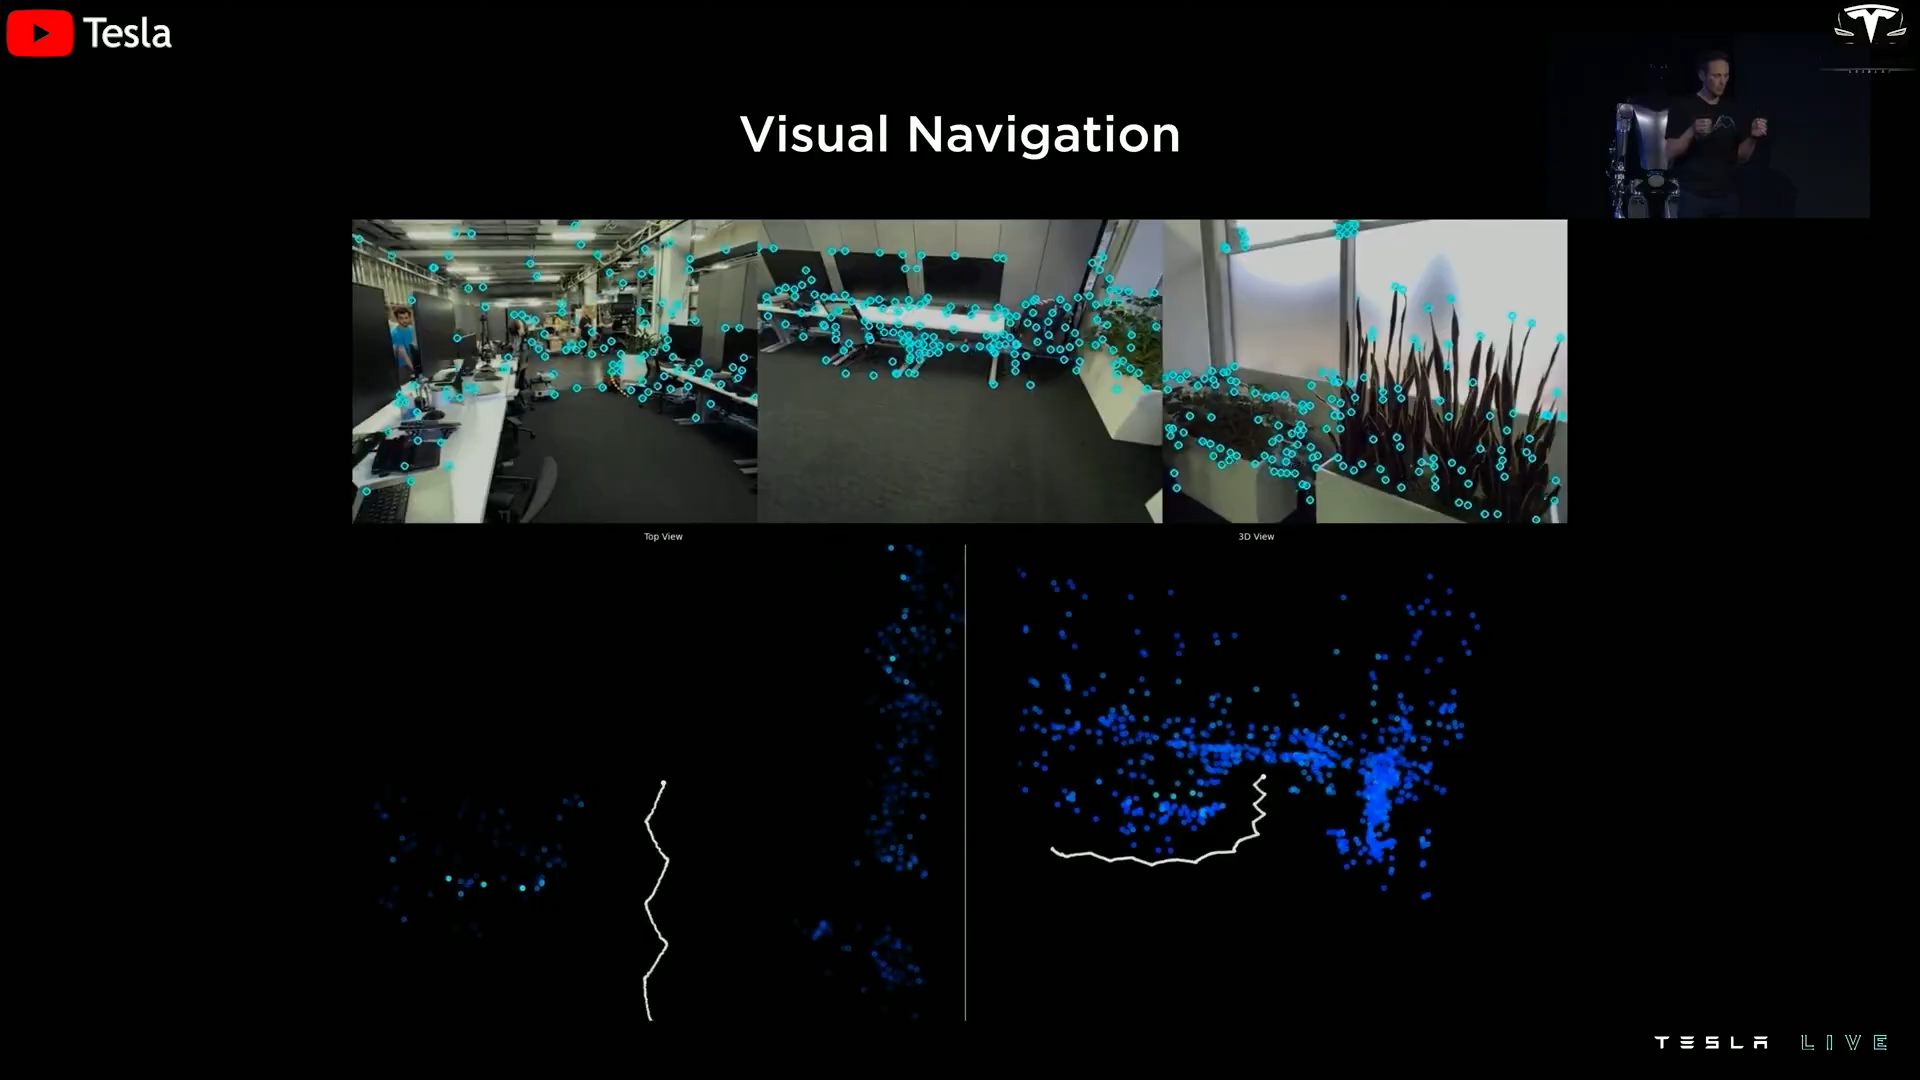 Tesla
Visual Navigation
Top View
3D View
TESLA LIVE